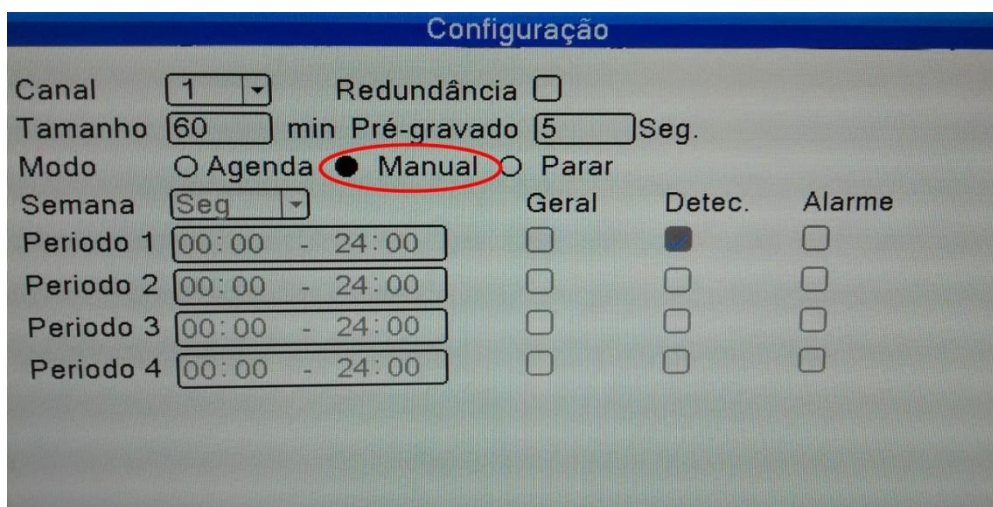 Configuração
Canal 1 Redundância
Tamanho 60 min Pré-gravado 5 Seg.
Modo Agenda Manual Parar
Semana Seg Geral Detec. Alarme
Periodo 1 00:00 - 24:00
Periodo 2 00:00 - 24:00
Periodo 3 00:00 - 24:00
Periodo 4 00:00 - 24:00